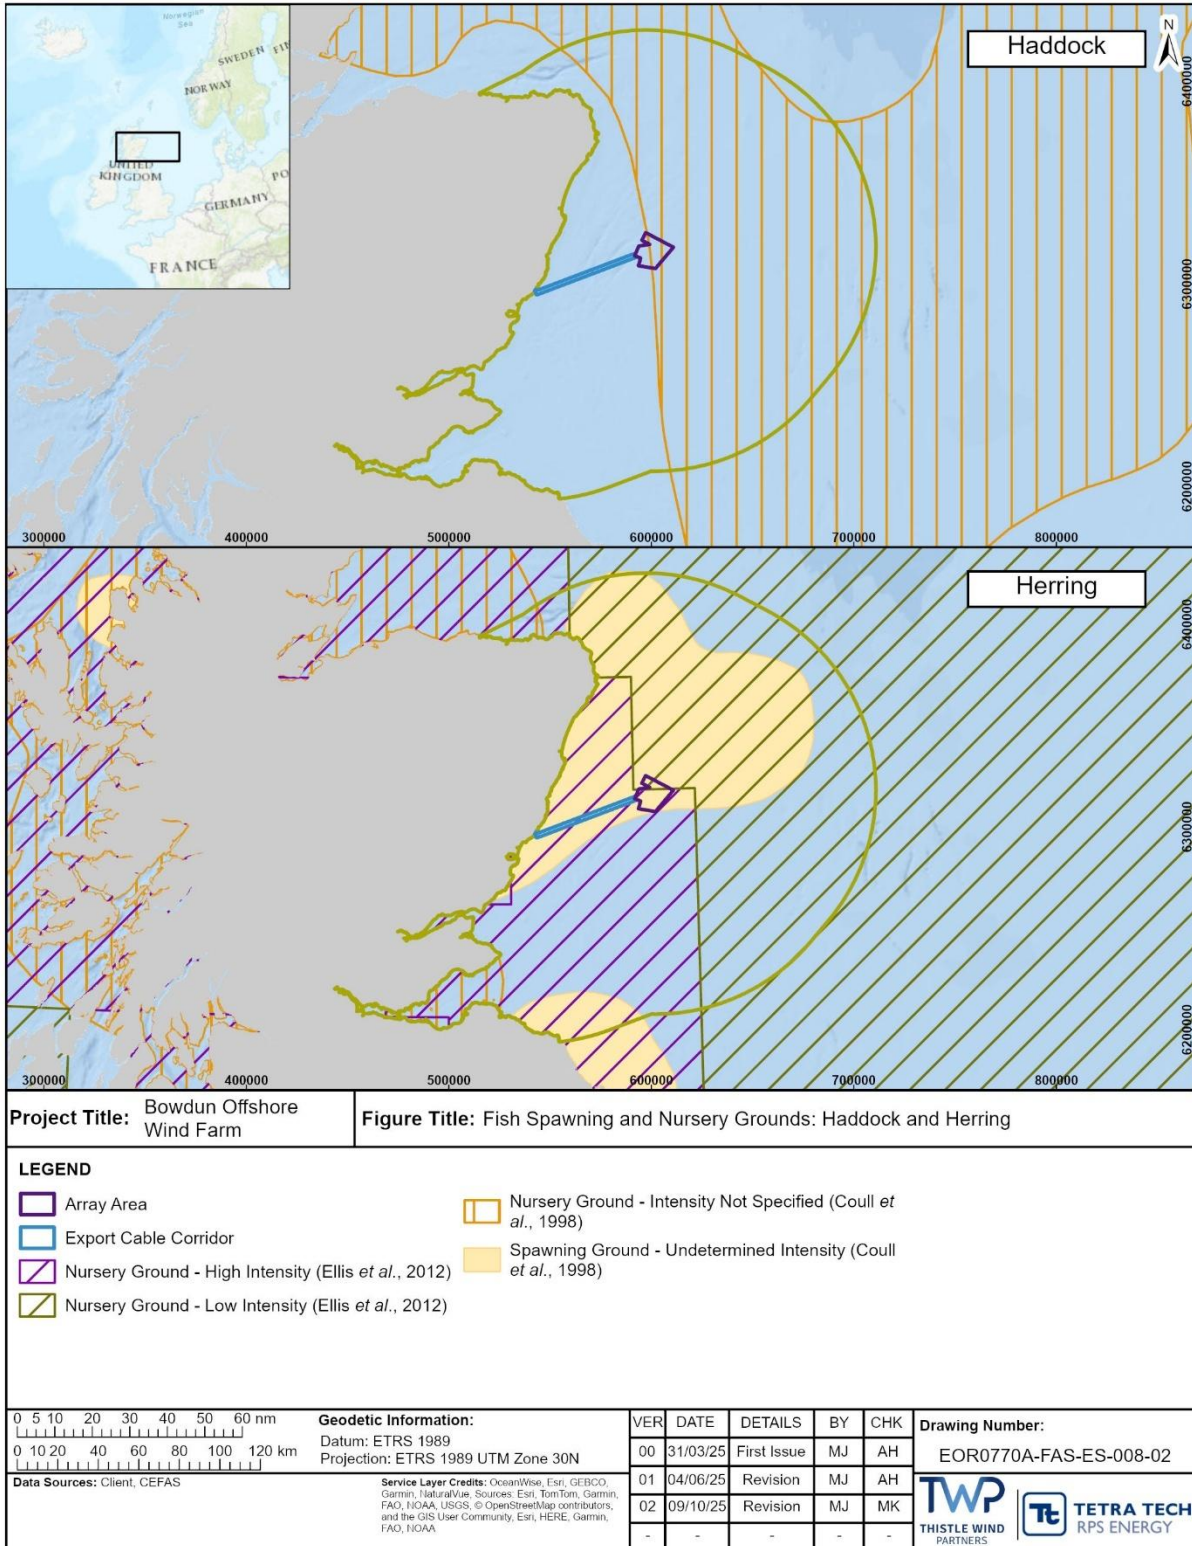 Norwegian
Sea
SWEDEN
NORWAY
UNITED
KINGDOM
GERMANY
FRANCE
Haddock
N
6400000
6300000
6200000
300000 400000 500000 600000 700000 800000
Herring
6400000
6300000
6200000
300000 400000 500000 600000 700000 800000
Project Title: Bowdun Offshore
Wind Farm
Figure Title: Fish Spawning and Nursery Grounds: Haddock and Herring
LEGEND
Array Area
Export Cable Corridor
Nursery Ground - High Intensity (Ellis et al., 2012)
Nursery Ground - Low Intensity (Ellis et al., 2012)
Nursery Ground - Intensity Not Specified (Coull et
al., 1998)
Spawning Ground - Undetermined Intensity (Coull
et al., 1998)
0 5 10 20 30 40 50 60 nm
0 10 20 40 60 80 100 120 km
Geodetic Information:
Datum: ETRS 1989
Projection: ETRS 1989 UTM Zone 30N
Data Sources: Client, CEFAS
Service Layer Credits: OceanWise, Esri, GEBCO,
Garmin, NaturalVue, Sources: Esri, TomTom, Garmin,
FAO, NOAA, USGS, © OpenStreetMap contributors,
and the GIS User Community, Esri, HERE, Garmin,
FAO, NOAA
VER DATE DETAILS BY CHK
00 31/03/25 First Issue MJ AH
01 04/06/25 Revision MJ AH
02 09/10/25 Revision MJ MK
- - - - -
Drawing Number:
EOR0770A-FAS-ES-008-02
TWP
THISTLE WIND
PARTNERS
Tt
TETRA TECH
RPS ENERGY